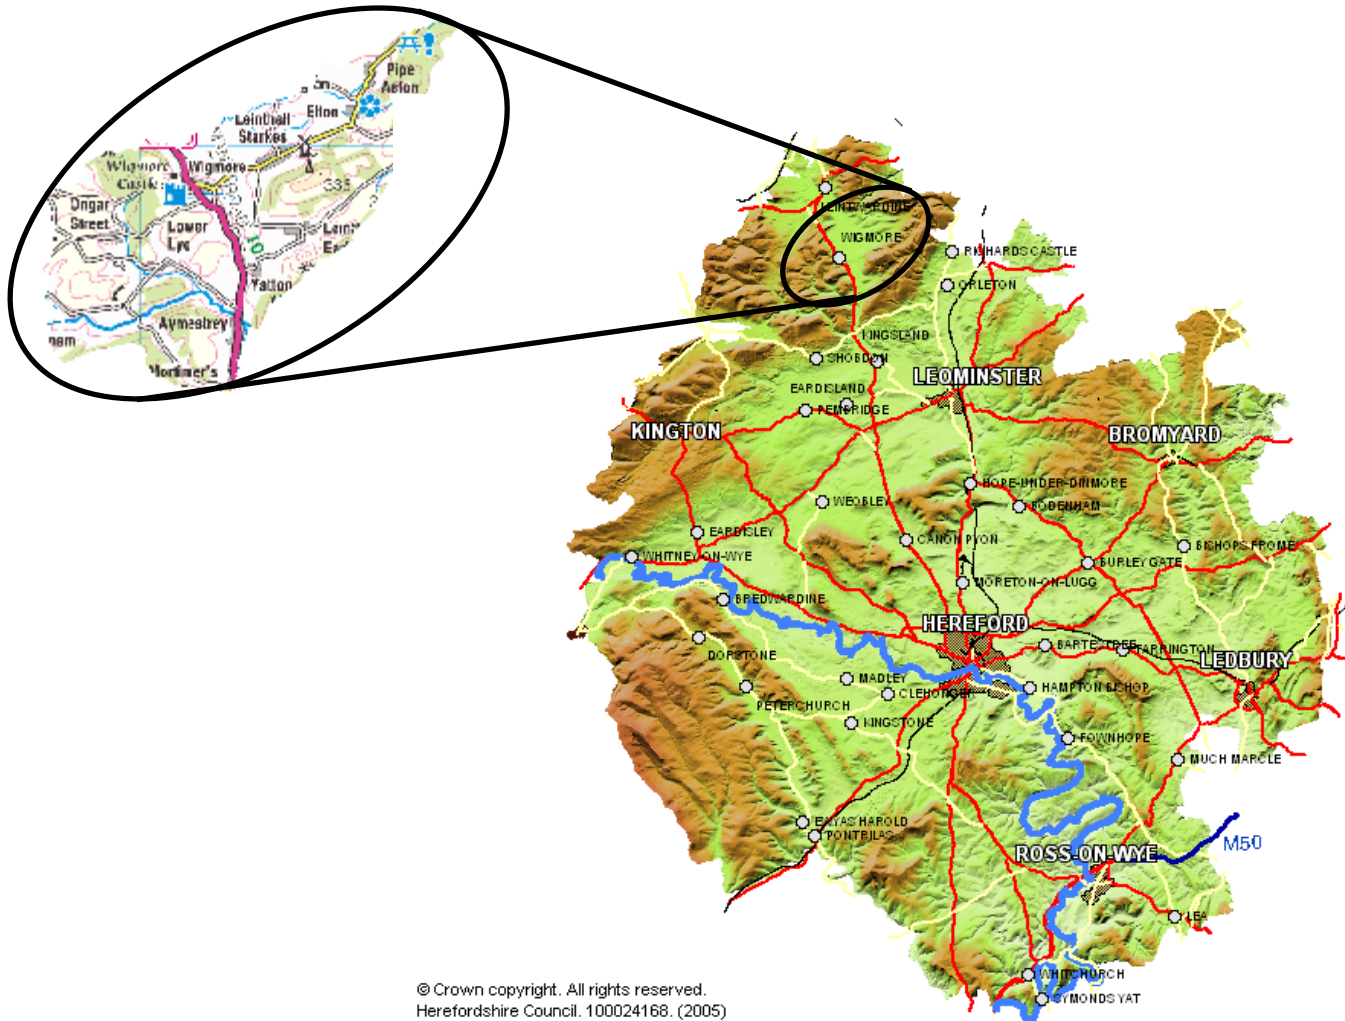 Pipe
Aston
Elton
Leinthall
Starkes
Wigmore
Castle
Wigmore
335
Ongar
Street
Lower
Lye
10
Yatton
Aymestrey
Mortimer's
LEINTWARDINE
WIGMORE
RICHARDS CASTLE
ORLETON
KINGSLAND
SHOBDON
LEOMINSTER
EARDISLAND
PEMBRIDGE
KINGTON
BROMYARD
HOPE-UNDER-DINMORE
WEOBLEY
BODENHAM
EARDISLEY
CANON PYON
BISHOPS FROME
WHITNEY-ON-WYE
BURLEY GATE
MORETON-ON-LUGG
BREDWARDINE
HEREFORD
BARTESTREE
TARRINGTON
DORSTONE
LEDBURY
MADLEY
CLEHONGER
HAMPTON BISHOP
PETERCHURCH
KINGSTONE
FOWNHOPE
MUCH MARCLE
EWYAS HAROLD
PONTRILAS
M50
ROSS-ON-WYE
LEA
WHITCHURCH
SYMONDS YAT
© Crown copyright. All rights reserved.
Herefordshire Council. 100024168. (2005)